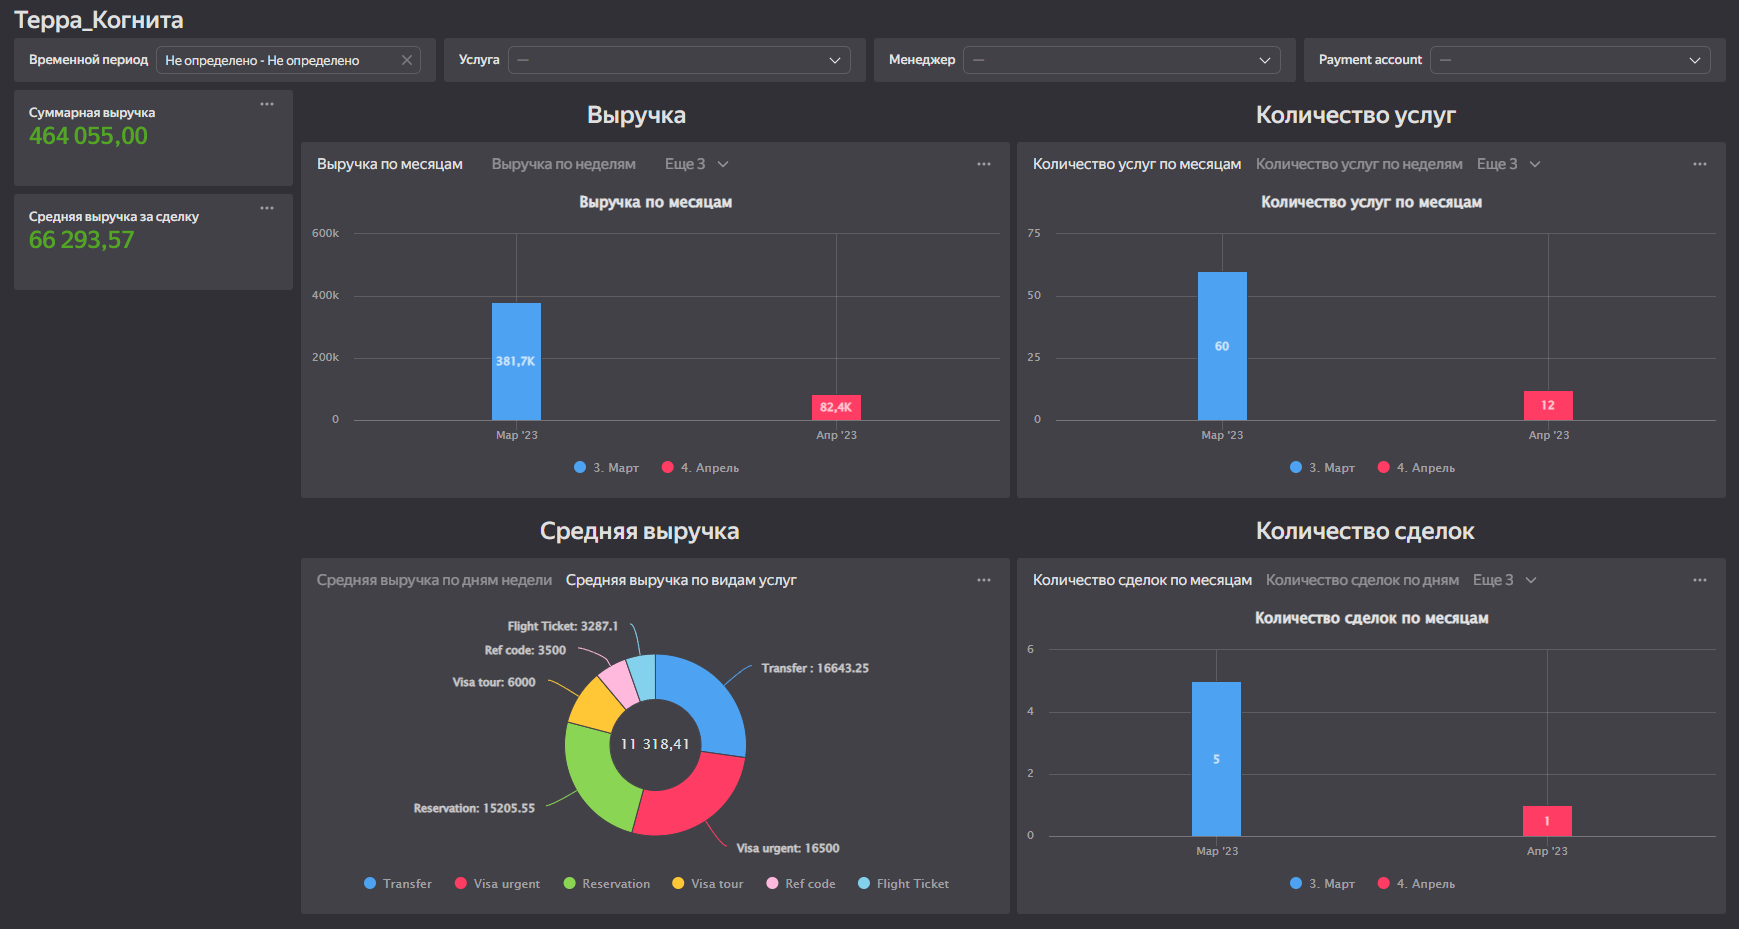 Терра_Когнита
Временной период Не определено - Не определено
Услуга —
Менеджер —
Payment account —
Суммарная выручка
464 055,00
Средняя выручка за сделку
66 293,57
Выручка
Выручка по месяцам Выручка по неделям Еще 3
Выручка по месяцам
600k
400k
200k
0
381,7K
82,4K
Мар '23 Апр '23
3. Март 4. Апрель
Количество услуг
Количество услуг по месяцам Количество услуг по неделям Еще 3
Количество услуг по месяцам
75
50
25
0
60
12
Мар '23 Апр '23
3. Март 4. Апрель
Средняя выручка
Средняя выручка по дням недели Средняя выручка по видам услуг
Flight Ticket: 3287.1
Ref code: 3500
Visa tour: 6000
Transfer : 16643.25
11 318,41
Reservation: 15205.55
Visa urgent: 16500
Transfer Visa urgent Reservation Visa tour Ref code Flight Ticket
Количество сделок
Количество сделок по месяцам Количество сделок по дням Еще 3
Количество сделок по месяцам
6
4
2
0
5
1
Мар '23 Апр '23
3. Март 4. Апрель